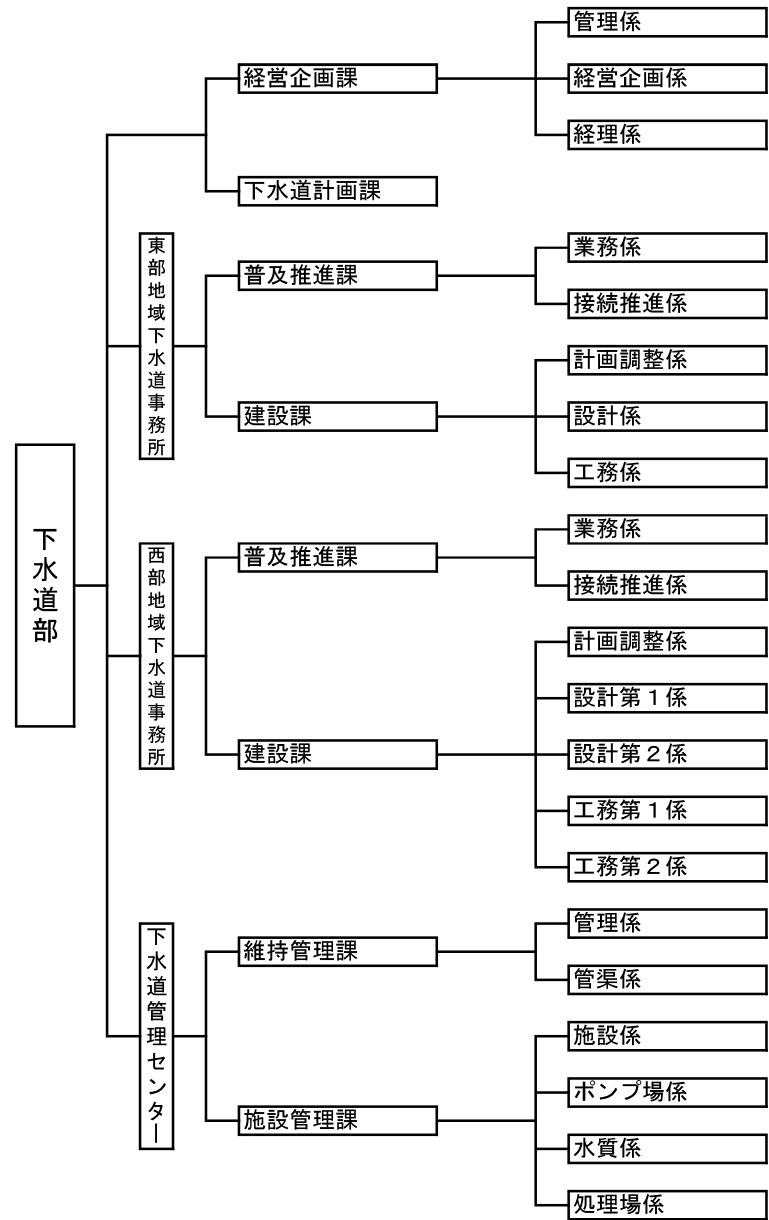 下水道部
経営企画課
管理係
経営企画係
経理係
下水道計画課
東部地域下水道事務所
普及推進課
業務係
接続推進係
建設課
計画調整係
設計係
工務係
西部地域下水道事務所
普及推進課
業務係
接続推進係
建設課
計画調整係
設計第１係
設計第２係
工務第１係
工務第２係
下水道管理センター
維持管理課
管理係
管渠係
施設管理課
施設係
ポンプ場係
水質係
処理場係